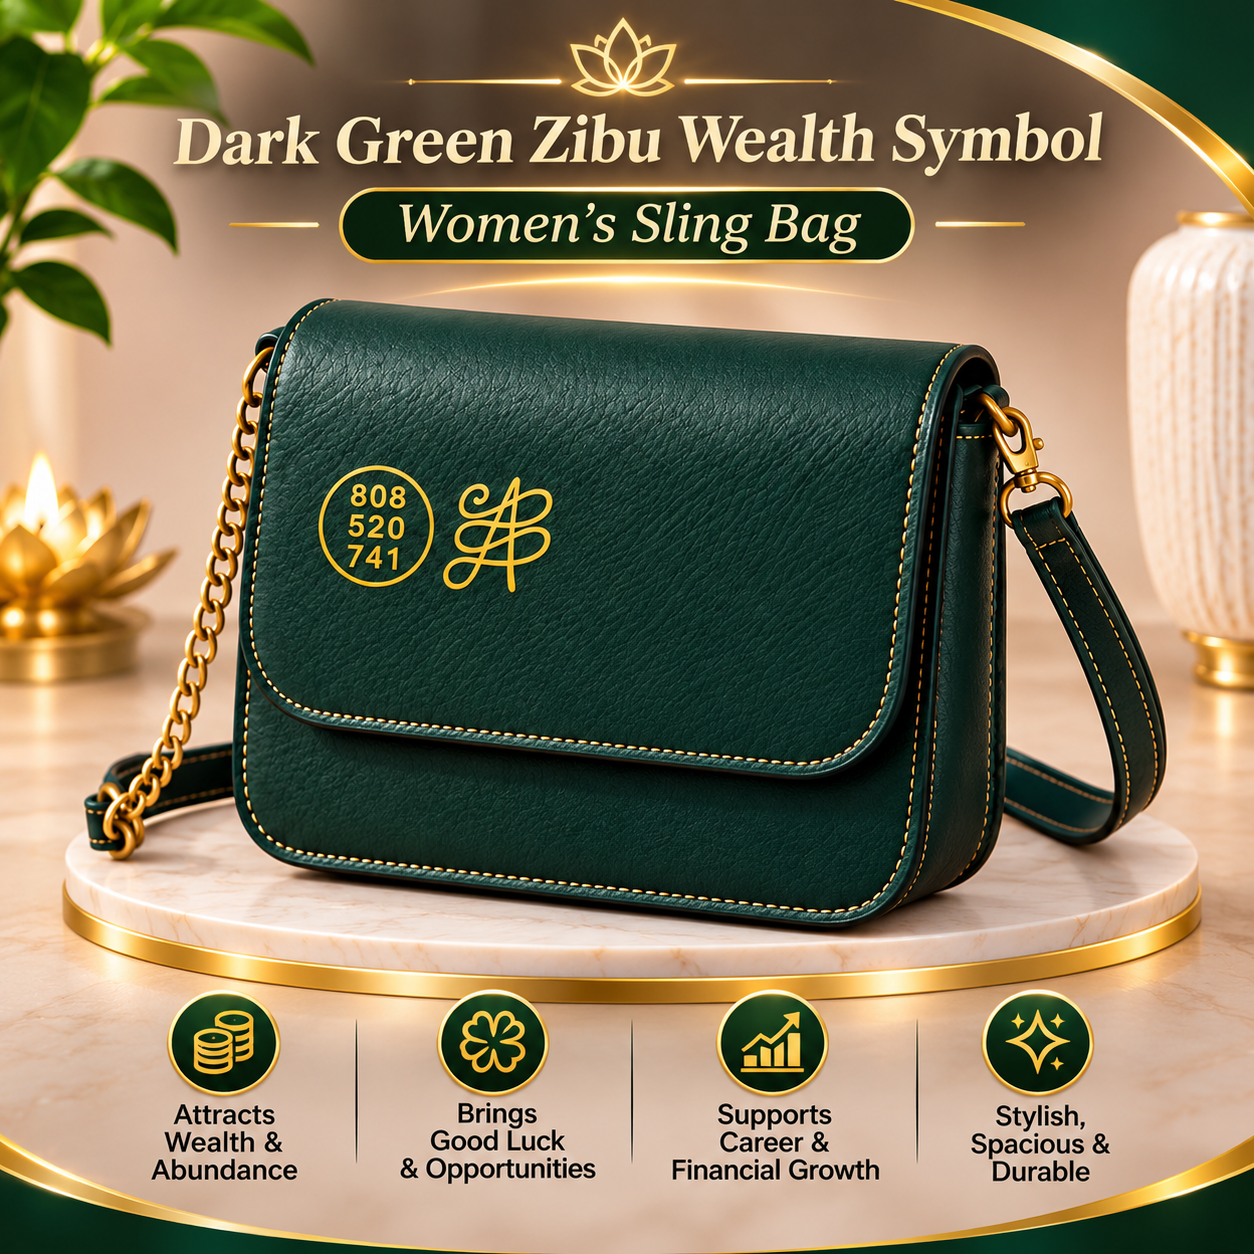 Dark Green Zibu Wealth Symbol
Women's Sling Bag
808
520
741
Attracts
Wealth &
Abundance
Brings
Good Luck
& Opportunities
Supports
Career &
Financial Growth
Stylish,
Spacious &
Durable